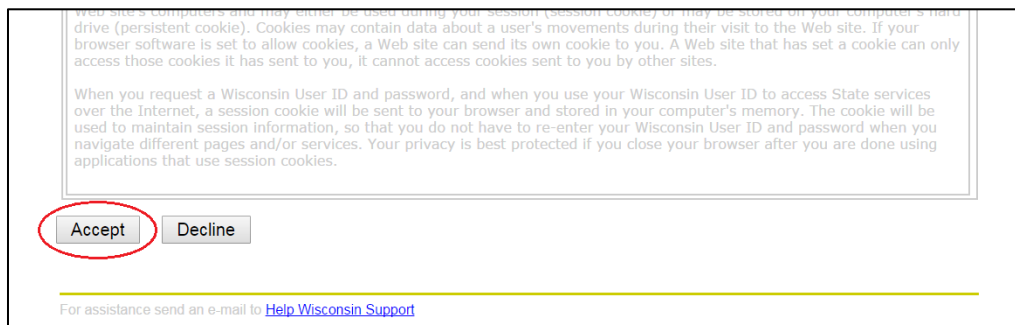 Web site's computers and may either be used during your session (session cookie) or may be stored on your computer's hard
drive (persistent cookie). Cookies may contain data about a user's movements during their visit to the Web site. If your
browser software is set to allow cookies, a Web site can send its own cookie to you. A Web site that has set a cookie can only
access those cookies it has sent to you, it cannot access cookies sent to you by other sites.
When you request a Wisconsin User ID and password, and when you use your Wisconsin User ID to access State services
over the Internet, a session cookie will be sent to your browser and stored in your computer's memory. The cookie will be
used to maintain session information, so that you do not have to re-enter your Wisconsin User ID and password when you
navigate different pages and/or services. Your privacy is best protected if you close your browser after you are done using
applications that use session cookies.
Accept Decline
For assistance send an e-mail to Help Wisconsin Support